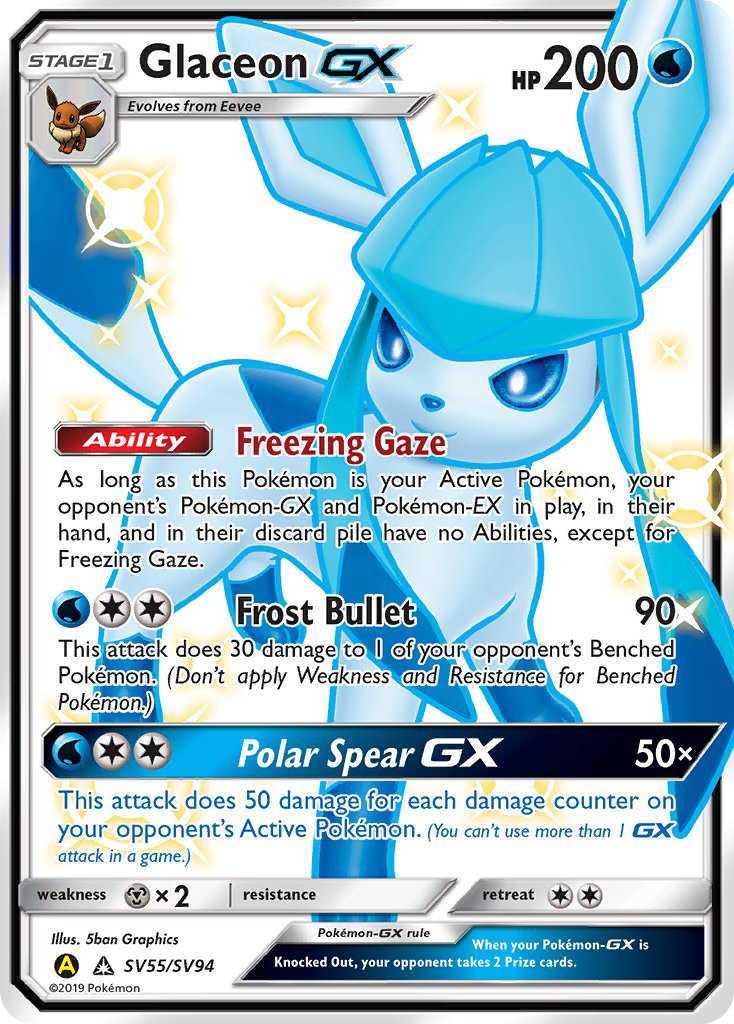 STAGE1 Glaceon GX HP200
Evolves from Eevee
Ability Freezing Gaze
As long as this Pokémon is your Active Pokémon, your
opponent's Pokémon-GX and Pokémon-EX in play, in their
hand, and in their discard pile have no Abilities, except for
Freezing Gaze.
Frost Bullet 90
This attack does 30 damage to 1 of your opponent's Benched
Pokémon. (Don't apply Weakness and Resistance for Benched
Pokémon.)
Polar Spear GX 50×
This attack does 50 damage for each damage counter on
your opponent's Active Pokémon. (You can't use more than 1 GX
attack in a game.)
weakness ×2 resistance retreat
Illus. 5ban Graphics
A SV55/SV94
©2019 Pokémon
Pokémon-GX rule
When your Pokémon-GX is
Knocked Out, your opponent takes 2 Prize cards.